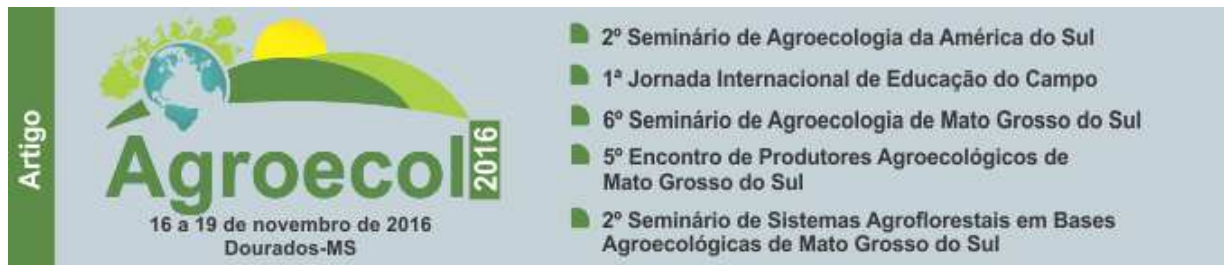 Artigo
Agroecol
2016
16 a 19 de novembro de 2016
Dourados-MS
2º Seminário de Agroecologia da América do Sul
1ª Jornada Internacional de Educação do Campo
6º Seminário de Agroecologia de Mato Grosso do Sul
5º Encontro de Produtores Agroecológicos de
Mato Grosso do Sul
2º Seminário de Sistemas Agroflorestais em Bases
Agroecológicas de Mato Grosso do Sul